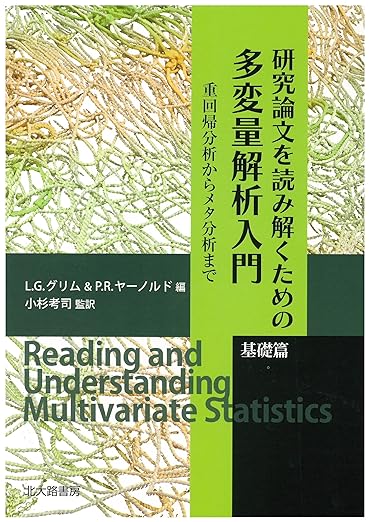 研究論文を読み解くための
多変量解析入門
重回帰分析からメタ分析まで
基礎篇
L.G.グリム & P.R.ヤーノルド 編
小杉考司 監訳
Reading and
Understanding
Multivariate Statistics
北大路書房